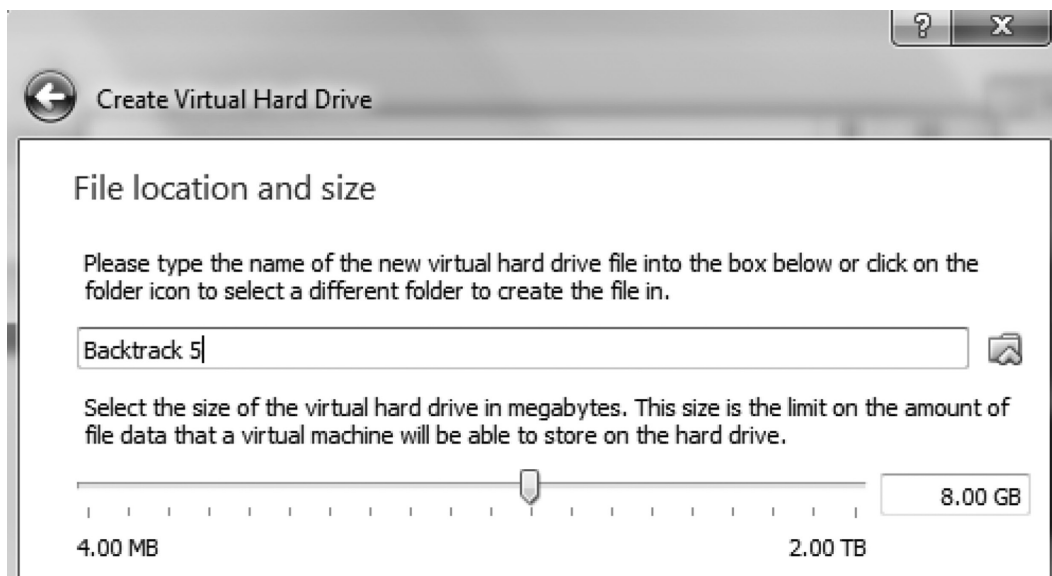 Create Virtual Hard Drive
File location and size
Please type the name of the new virtual hard drive file into the box below or click on the
folder icon to select a different folder to create the file in.
Backtrack 5
Select the size of the virtual hard drive in megabytes. This size is the limit on the amount of
file data that a virtual machine will be able to store on the hard drive.
8.00 GB
4.00 MB 2.00 TB